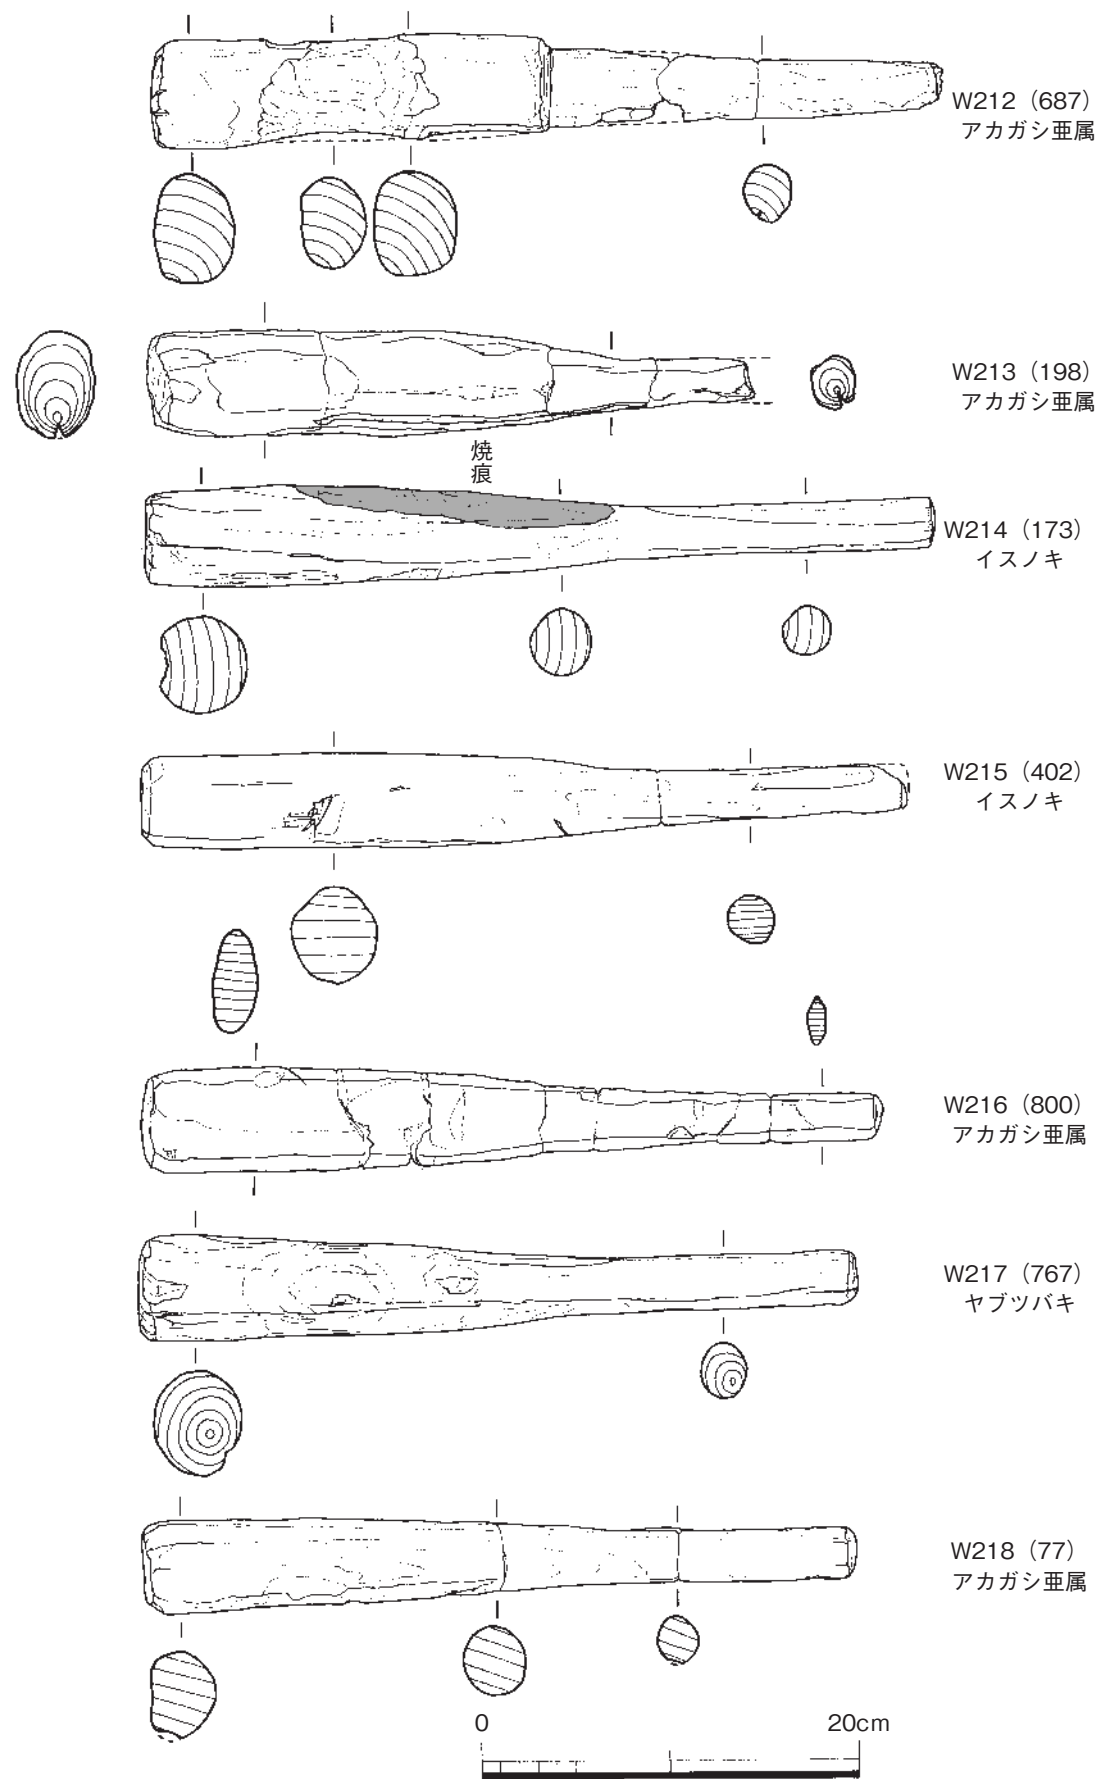 W212（687）
アカガシ亜属
W213（198）
アカガシ亜属
焼痕
W214（173）
イスノキ
W215（402）
イスノキ
W216（800）
アカガシ亜属
W217（767）
ヤブツバキ
W218（77）
アカガシ亜属
0 20cm